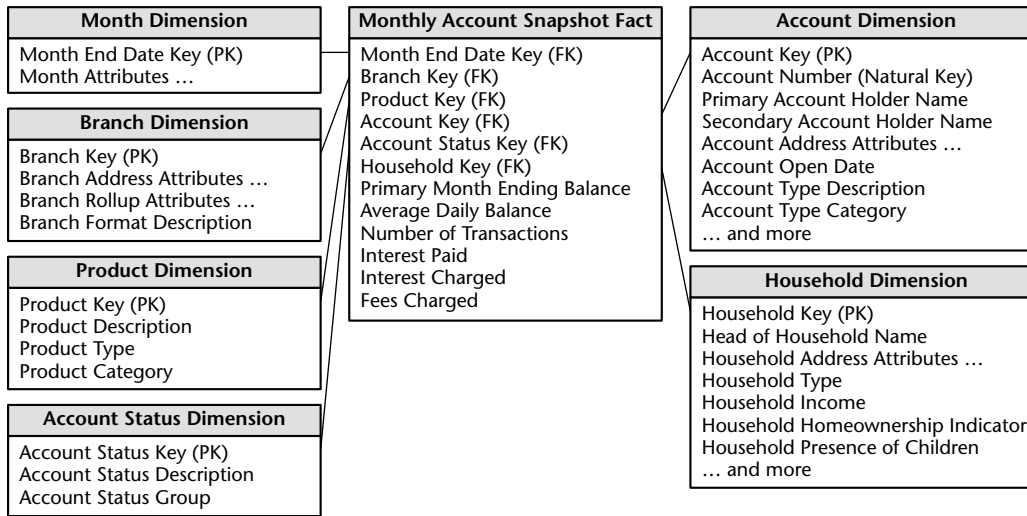 Month Dimension
Month End Date Key (PK)
Month Attributes …
Branch Dimension
Branch Key (PK)
Branch Address Attributes …
Branch Rollup Attributes …
Branch Format Description
Product Dimension
Product Key (PK)
Product Description
Product Type
Product Category
Account Status Dimension
Account Status Key (PK)
Account Status Description
Account Status Group
Monthly Account Snapshot Fact
Month End Date Key (FK)
Branch Key (FK)
Product Key (FK)
Account Key (FK)
Account Status Key (FK)
Household Key (FK)
Primary Month Ending Balance
Average Daily Balance
Number of Transactions
Interest Paid
Interest Charged
Fees Charged
Account Dimension
Account Key (PK)
Account Number (Natural Key)
Primary Account Holder Name
Secondary Account Holder Name
Account Address Attributes …
Account Open Date
Account Type Description
Account Type Category
… and more
Household Dimension
Household Key (PK)
Head of Household Name
Household Address Attributes …
Household Type
Household Income
Household Homeownership Indicator
Household Presence of Children
… and more